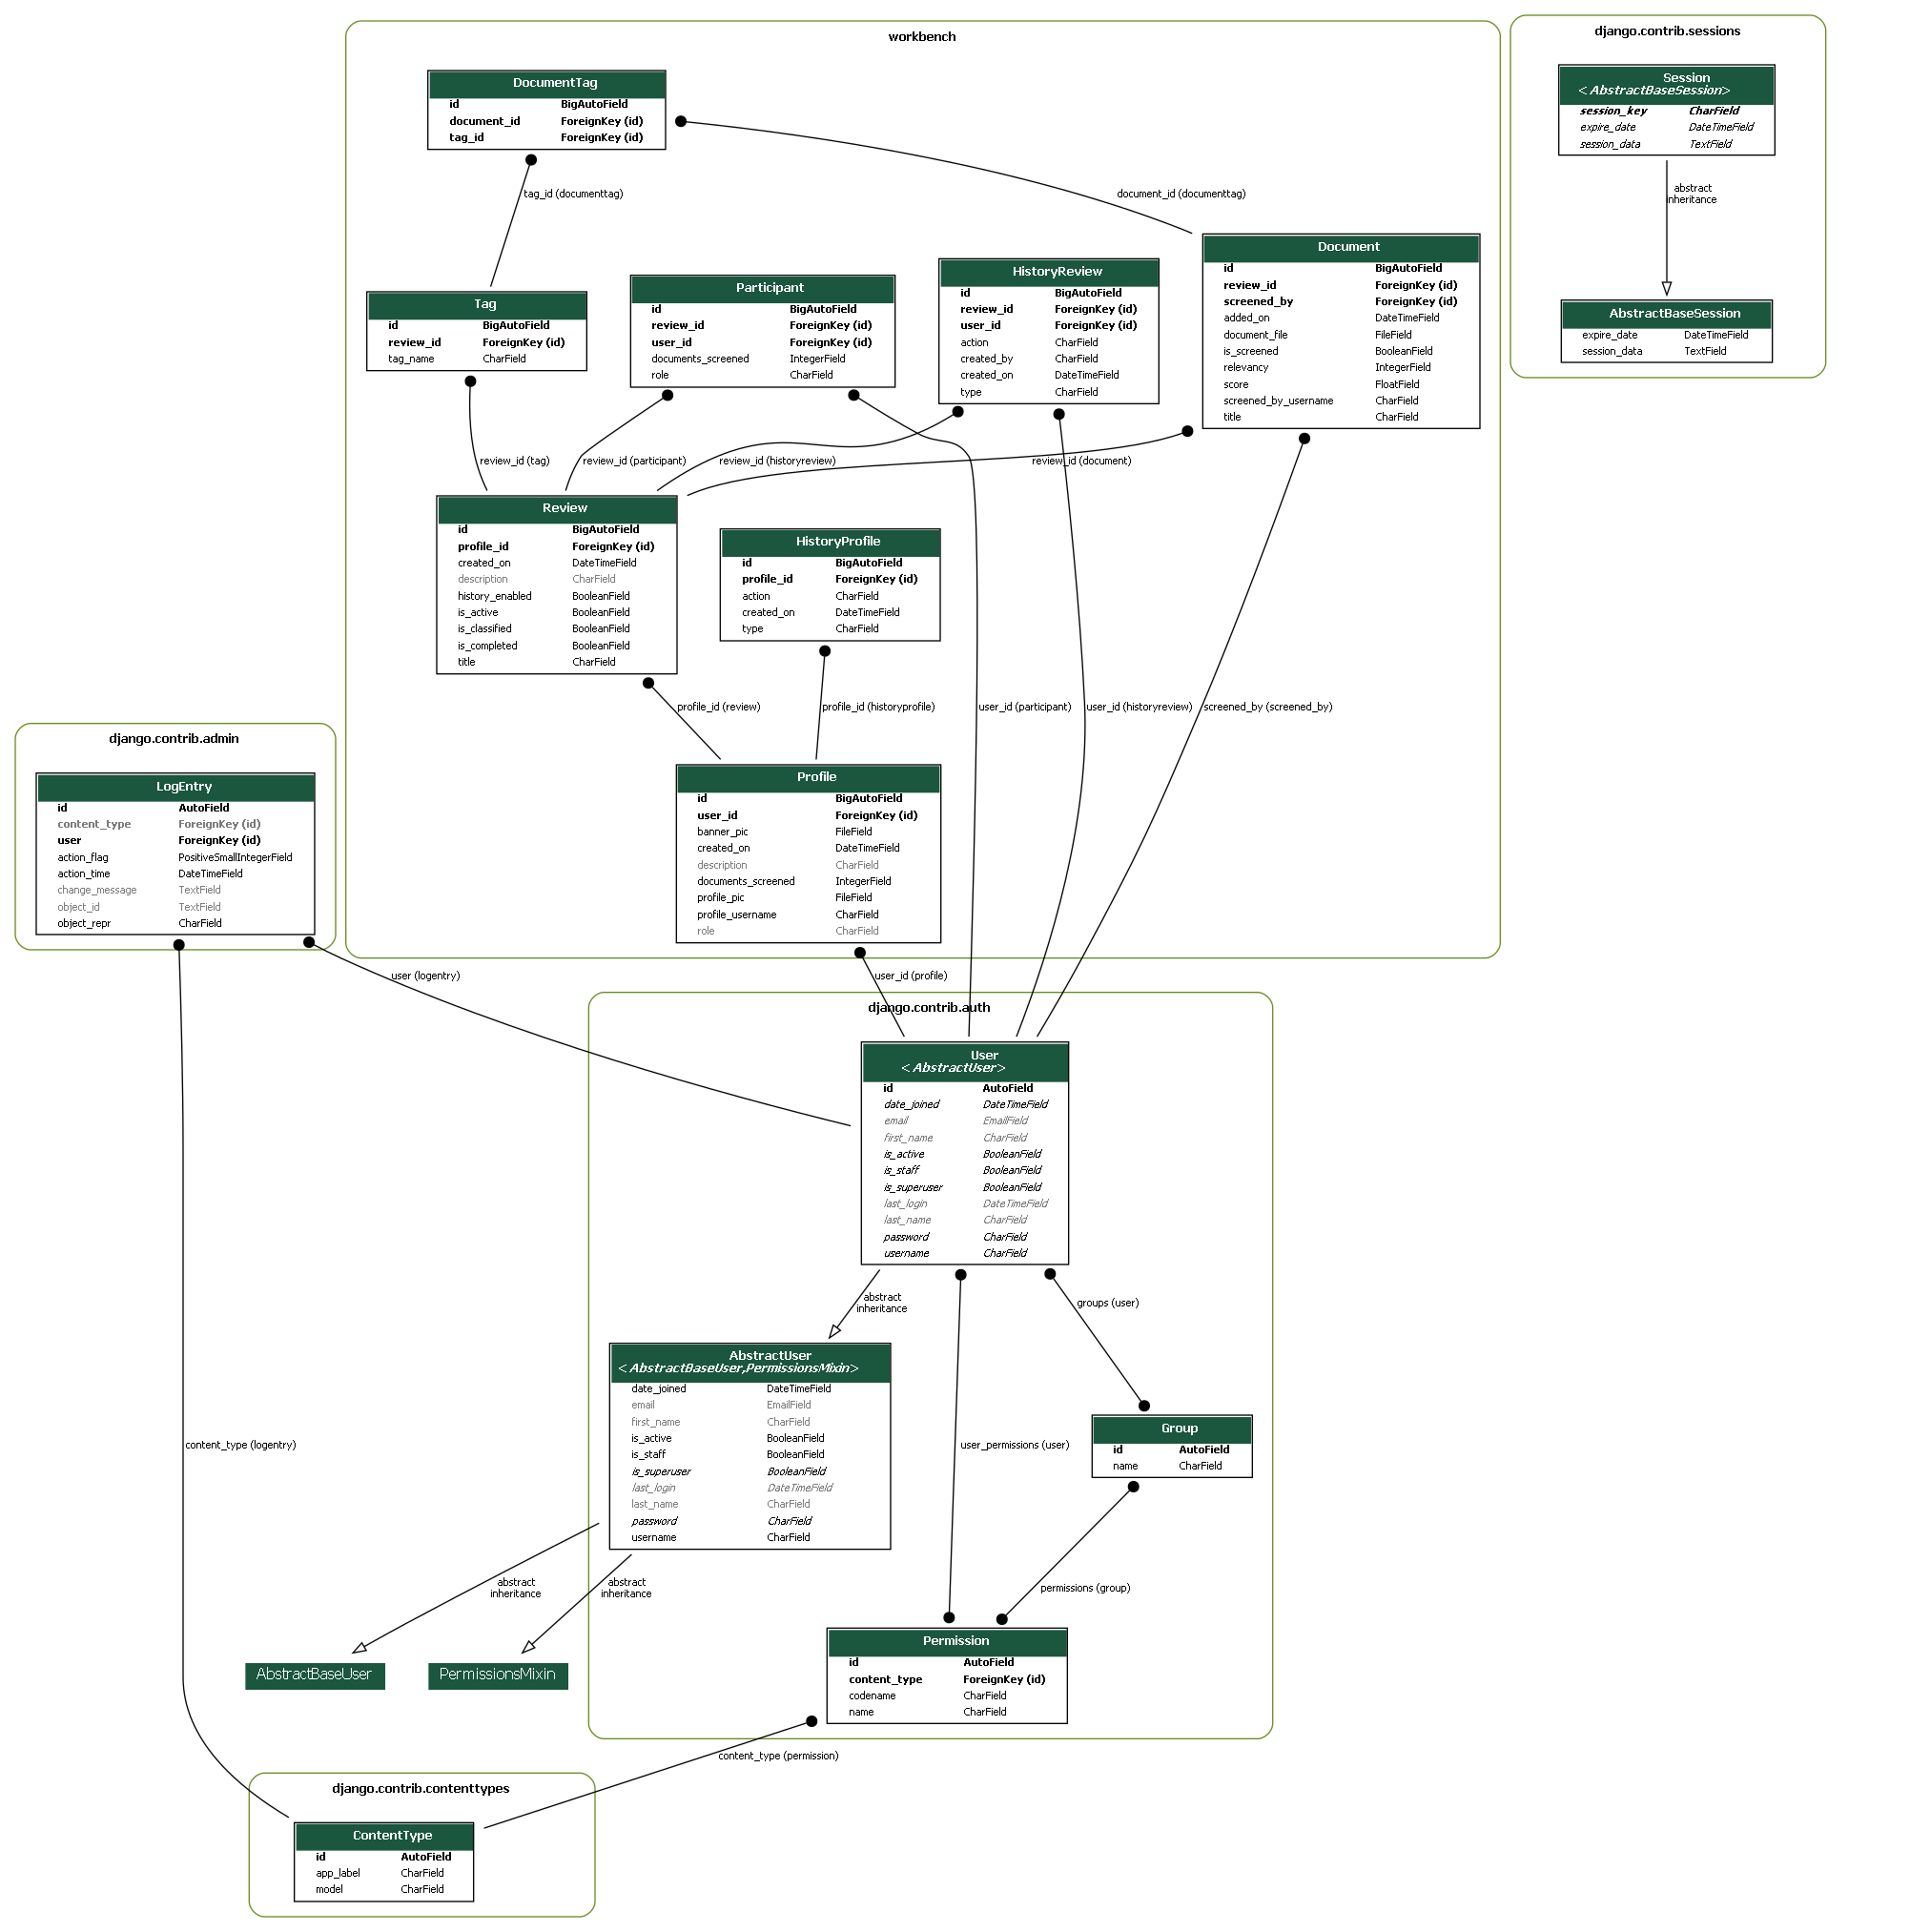 workbench
DocumentTag
id BigAutoField
document_id ForeignKey (id)
tag_id ForeignKey (id)
tag_id (documenttag)
document_id (documenttag)
Tag
id BigAutoField
review_id ForeignKey (id)
tag_name CharField
Participant
id BigAutoField
review_id ForeignKey (id)
user_id ForeignKey (id)
documents_screened IntegerField
role CharField
HistoryReview
id BigAutoField
review_id ForeignKey (id)
user_id ForeignKey (id)
action CharField
created_by CharField
created_on DateTimeField
type CharField
Document
id BigAutoField
review_id ForeignKey (id)
screened_by ForeignKey (id)
added_on DateTimeField
document_file FileField
is_screened BooleanField
relevancy IntegerField
score FloatField
screened_by_username CharField
title CharField
review_id (tag)
review_id (participant)
review_id (historyreview)
review_id (document)
Review
id BigAutoField
profile_id ForeignKey (id)
created_on DateTimeField
description CharField
history_enabled BooleanField
is_active BooleanField
is_classified BooleanField
is_completed BooleanField
title CharField
HistoryProfile
id BigAutoField
profile_id ForeignKey (id)
action CharField
created_on DateTimeField
type CharField
profile_id (review)
profile_id (historyprofile)
user_id (participant)
user_id (historyreview)
screened_by (screened_by)
Profile
id BigAutoField
user_id ForeignKey (id)
banner_pic FileField
created_on DateTimeField
description CharField
documents_screened IntegerField
profile_pic FileField
profile_username CharField
role CharField
user_id (profile)
django.contrib.sessions
Session
<AbstractBaseSession>
session_key CharField
expire_date DateTimeField
session_data TextField
abstract
inheritance
AbstractBaseSession
expire_date DateTimeField
session_data TextField
django.contrib.admin
LogEntry
id AutoField
content_type ForeignKey (id)
user ForeignKey (id)
action_flag PositiveSmallIntegerField
action_time DateTimeField
change_message TextField
object_id TextField
object_repr CharField
user (logentry)
content_type (logentry)
django.contrib.auth
User
<AbstractUser>
id AutoField
date_joined DateTimeField
email EmailField
first_name CharField
is_active BooleanField
is_staff BooleanField
is_superuser BooleanField
last_login DateTimeField
last_name CharField
password CharField
username CharField
abstract
inheritance
groups (user)
AbstractUser
<AbstractBaseUser,PermissionsMixin>
date_joined DateTimeField
email EmailField
first_name CharField
is_active BooleanField
is_staff BooleanField
is_superuser BooleanField
last_login DateTimeField
last_name CharField
password CharField
username CharField
user_permissions (user)
Group
id AutoField
name CharField
abstract
inheritance
abstract
inheritance
permissions (group)
AbstractBaseUser
PermissionsMixin
Permission
id AutoField
content_type ForeignKey (id)
codename CharField
name CharField
content_type (permission)
django.contrib.contenttypes
ContentType
id AutoField
app_label CharField
model CharField